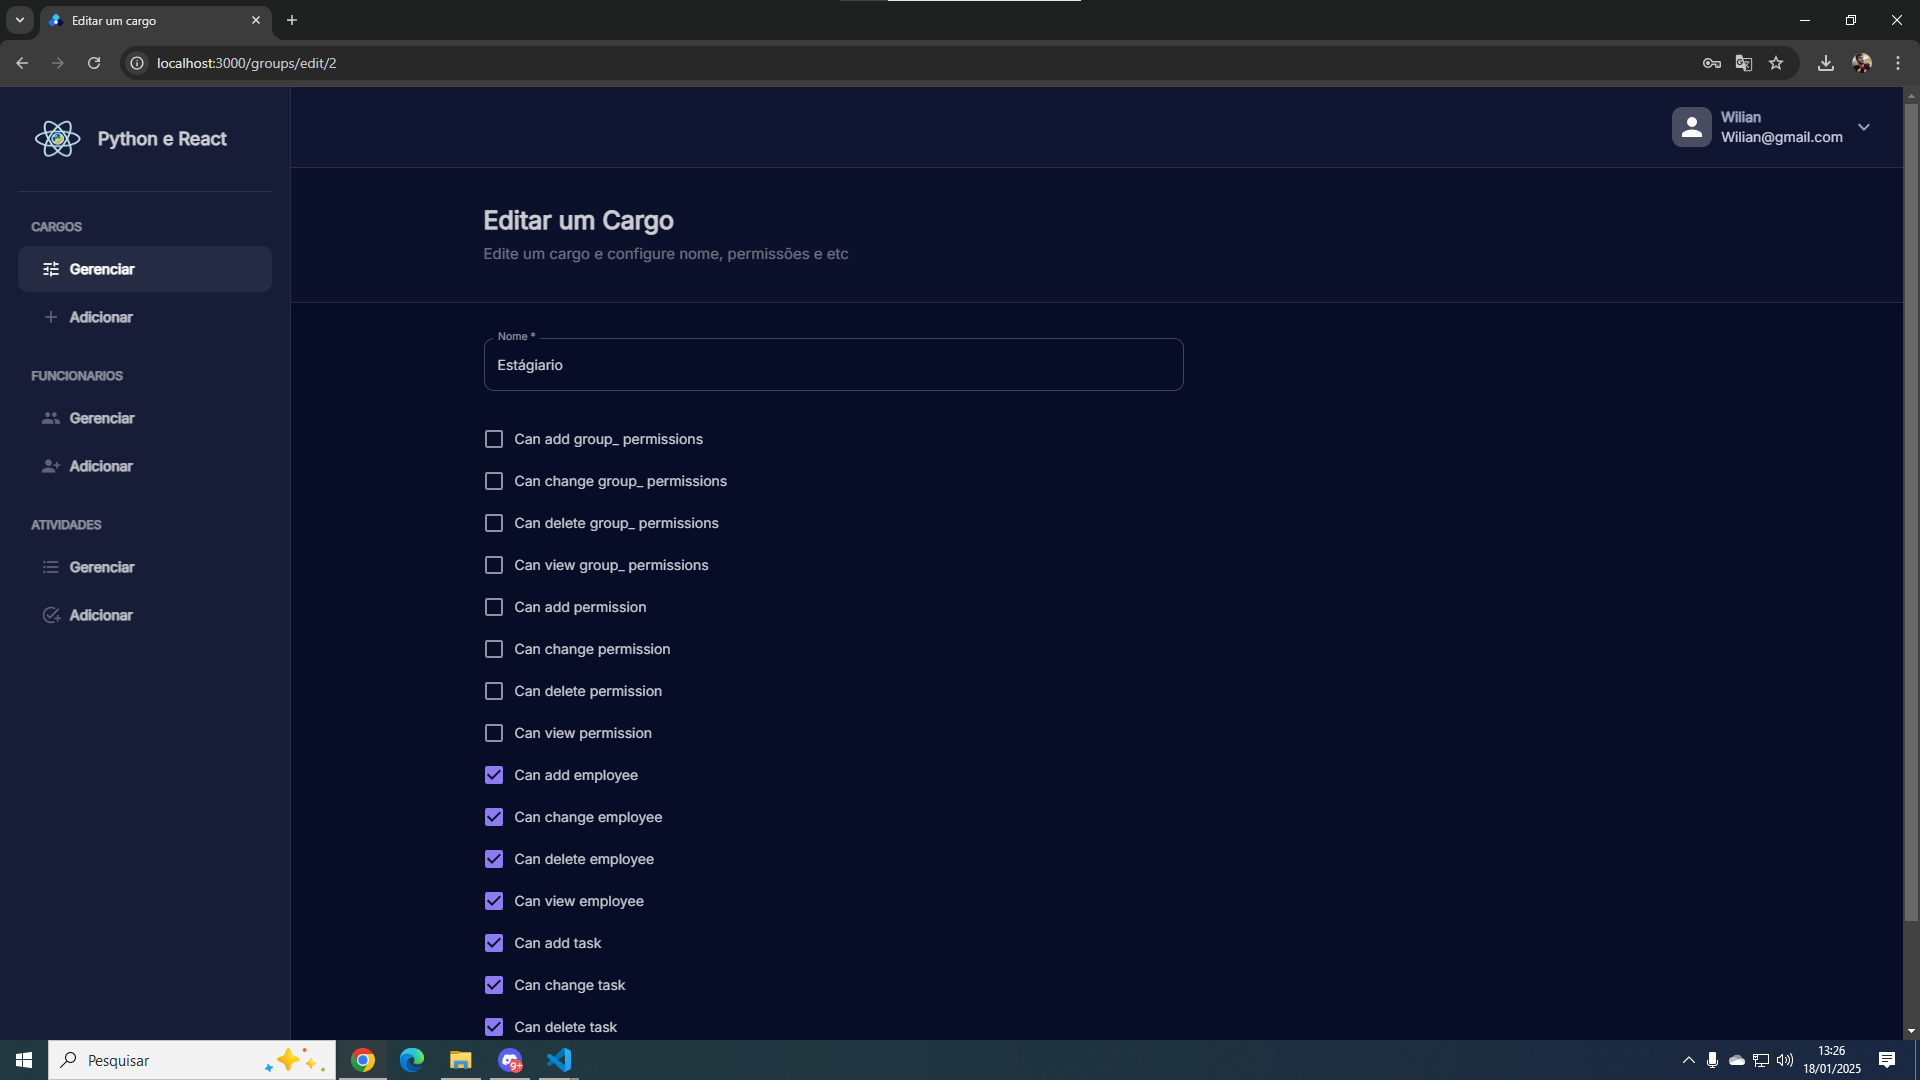 Editar um cargo
localhost:3000/groups/edit/2
Python e React
Wilian
Wilian@gmail.com
CARGOS
Gerenciar
Adicionar
FUNCIONARIOS
Gerenciar
Adicionar
ATIVIDADES
Gerenciar
Adicionar
Editar um Cargo
Edite um cargo e configure nome, permissões e etc
Nome *
Estágiario
Can add group_ permissions
Can change group_ permissions
Can delete group_ permissions
Can view group_ permissions
Can add permission
Can change permission
Can delete permission
Can view permission
Can add employee
Can change employee
Can delete employee
Can view employee
Can add task
Can change task
Can delete task
Pesquisar
9+
13:26
18/01/2025